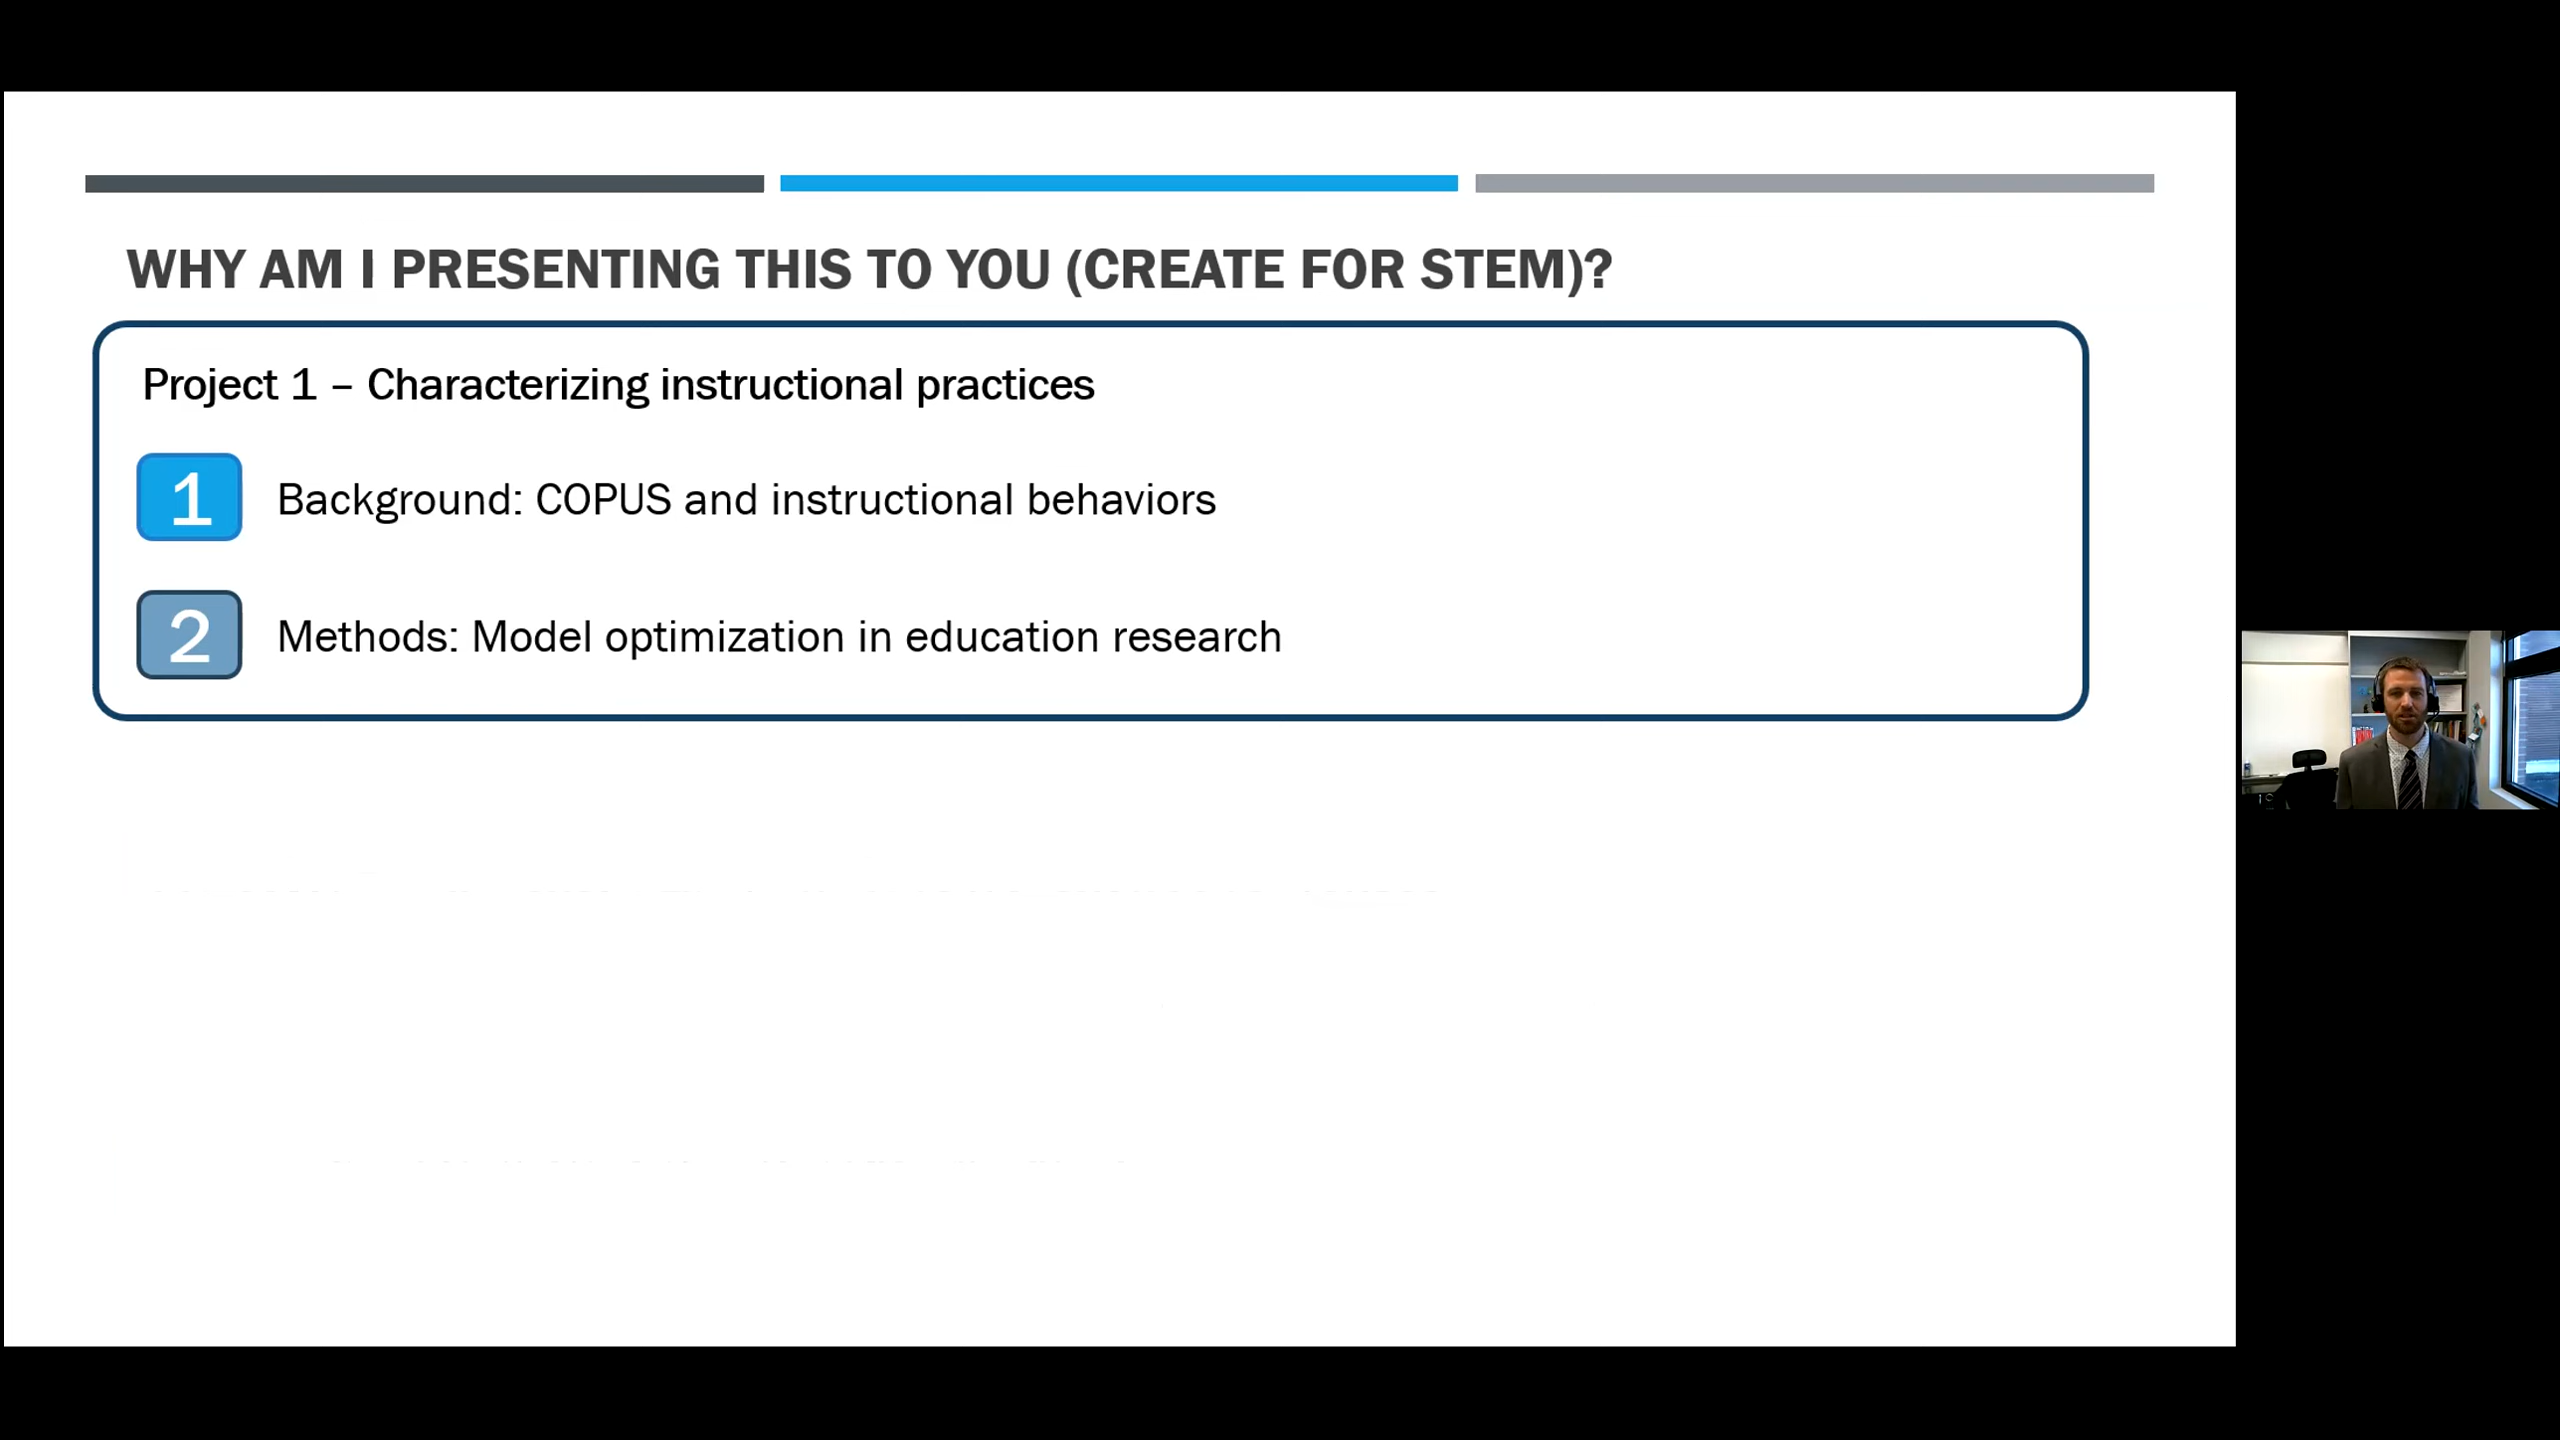 WHY AM I PRESENTING THIS TO YOU (CREATE FOR STEM)?
Project 1 – Characterizing instructional practices
1 Background: COPUS and instructional behaviors
2 Methods: Model optimization in education research